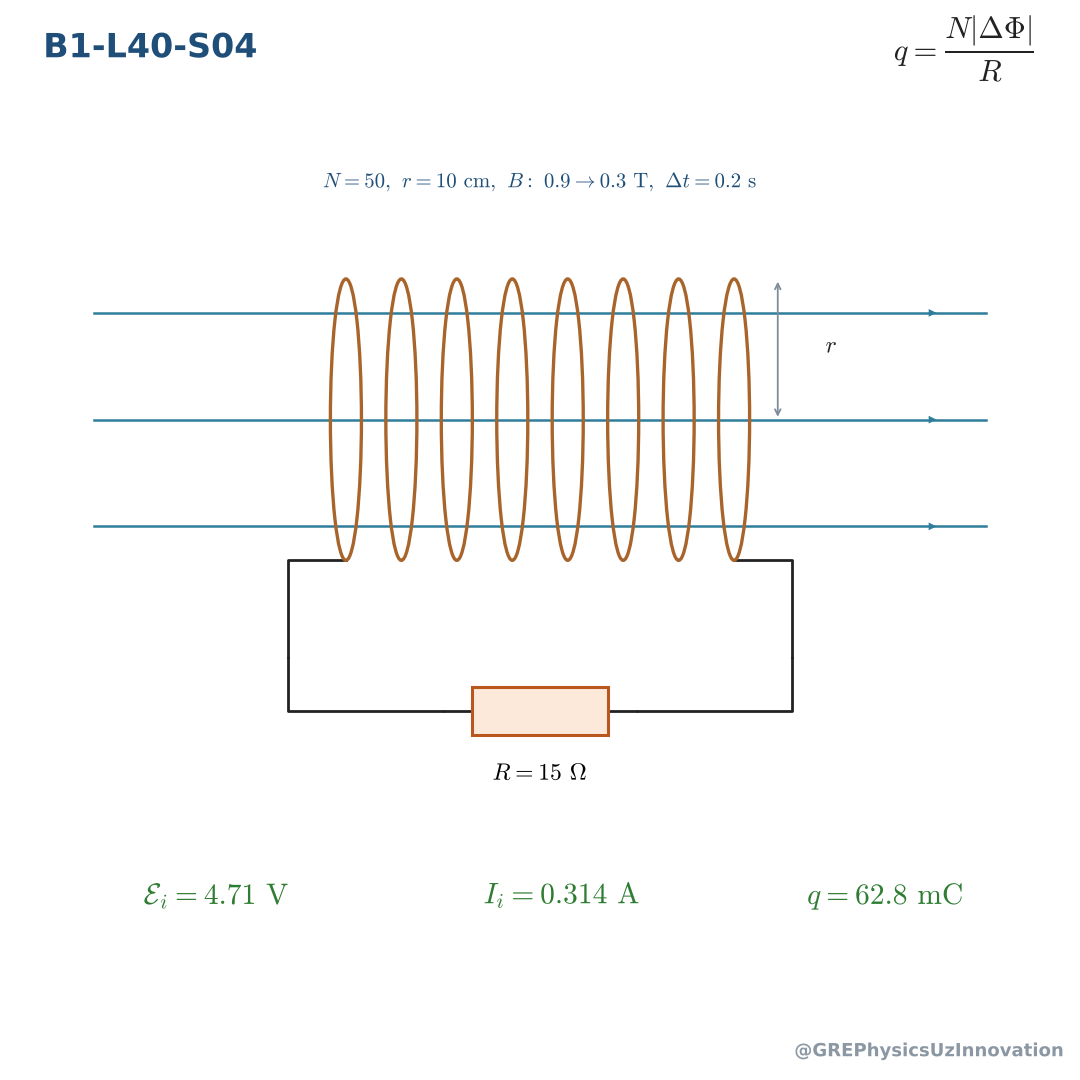 B1-L40-S04
q = N|ΔΦ| / R
N = 50, r = 10 cm, B: 0.9 → 0.3 T, Δt = 0.2 s
r
R = 15 Ω
ℰᵢ = 4.71 V
Iᵢ = 0.314 A
q = 62.8 mC
@GREPhysicsUzInnovation